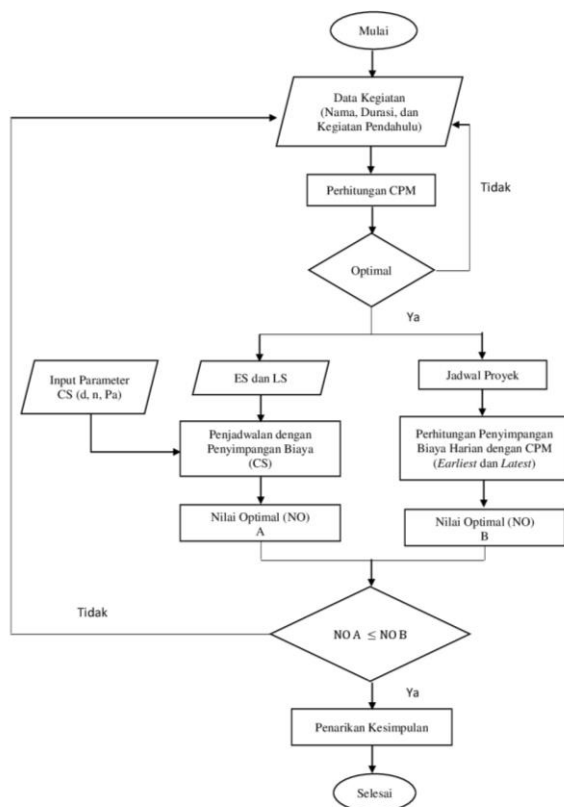 Mulai
Data Kegiatan
(Nama, Durasi, dan
Kegiatan Pendahulu)
Perhitungan CPM
Tidak
Optimal
Ya
Input Parameter
CS (d, n, Pa)
ES dan LS
Jadwal Proyek
Penjadwalan dengan
Penyimpangan Biaya
(CS)
Perhitungan Penyimpangan
Biaya Harian dengan CPM
(Earliest dan Latest)
Nilai Optimal (NO)
A
Nilai Optimal (NO)
B
Tidak
NO A ≤ NO B
Ya
Penarikan Kesimpulan
Selesai